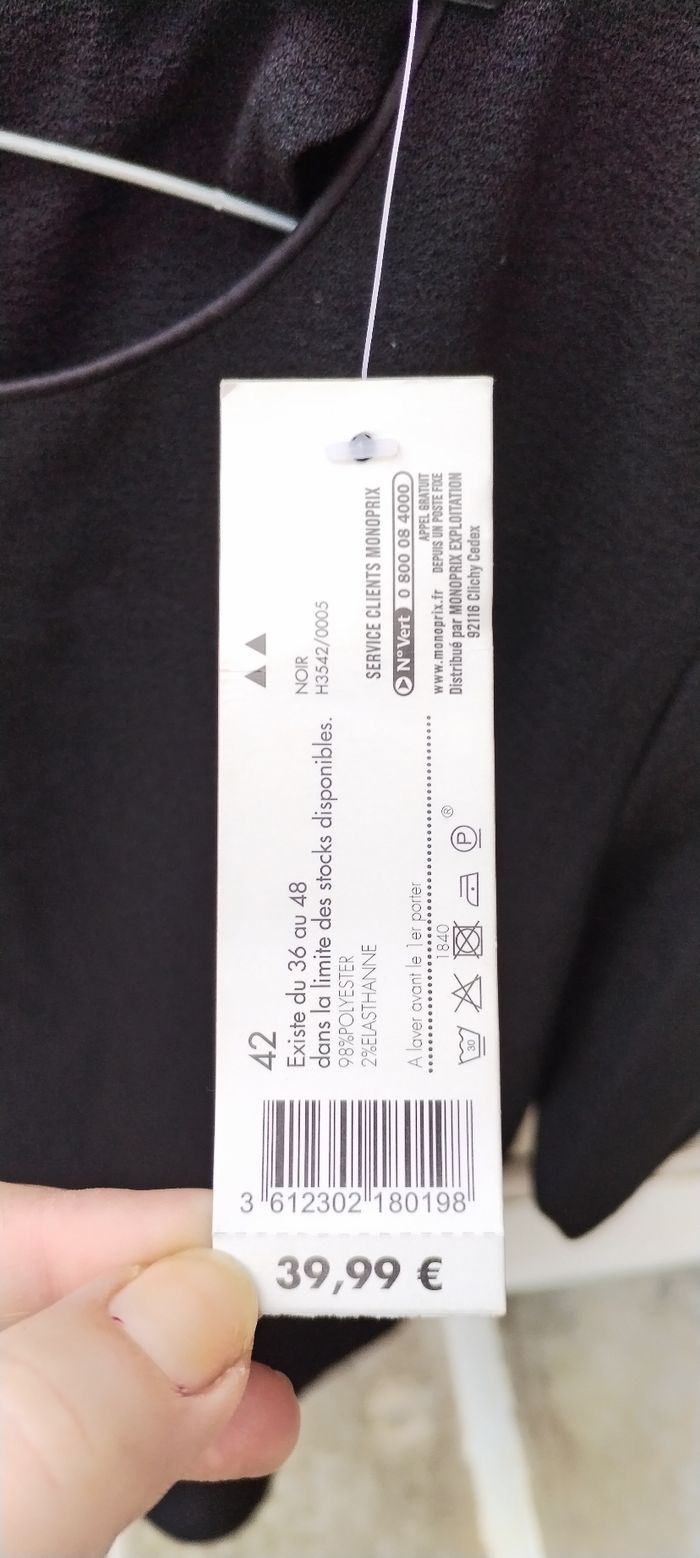 NOIR
H3542/0005
SERVICE CLIENTS MONOPRIX
N° Vert 0 800 08 4000
APPEL GRATUIT
www.monoprix.fr DEPUIS UN POSTE FIXE
Distribué par MONOPRIX EXPLOITATION
92116 Clichy Cedex
42
Existe du 36 au 48
dans la limite des stocks disponibles.
98%POLYESTER
2%ELASTHANNE
A laver avant le 1er porter
1840
30
P
®
3 612302 180198
39,99 €